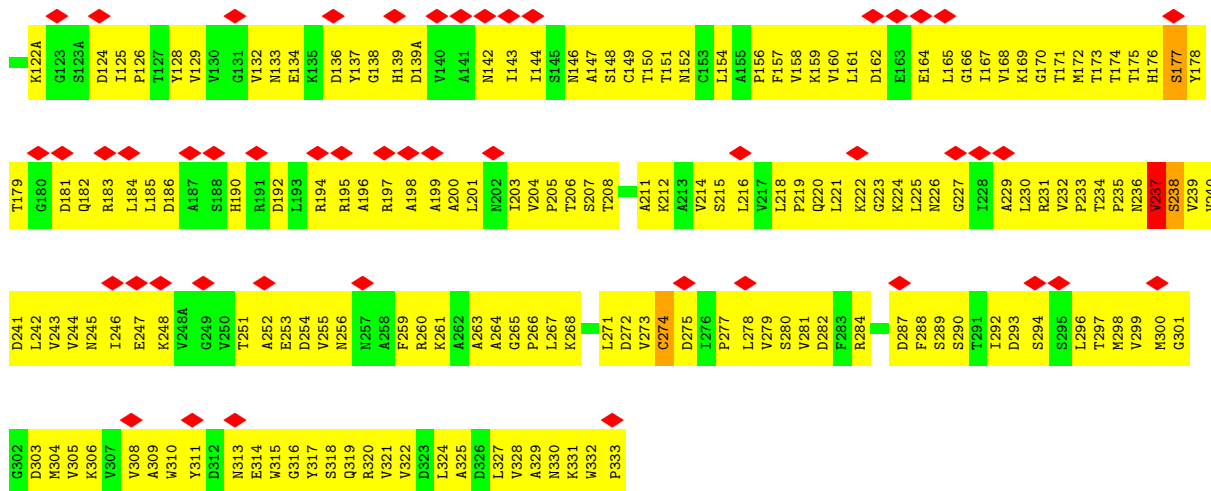 K122A G123 S123A D124 I125 P126 T127 Y128 V129 V130 G131 V132 N133 E134 K135 D136 Y137 G138 H139 D139A V140 A141 N142 I143 I144 S145 N146 A147 S148 C149 T150 T151 N152 C153 L154 A155 P156 F157 V158 K159 V160 L161 D162 E163 E164 L165 G166 I167 V168 K169 G170 T171 M172 T173 T174 T175 H176 S177 Y178
T179 G180 D181 Q182 R183 L184 L185 D186 A187 S188 H190 R191 D192 L193 R194 R195 A196 R197 A198 A199 A200 L201 N202 I203 V204 P205 T206 S207 T208 A211 K212 A213 V214 S215 L216 V217 L218 P219 Q220 L221 K222 G223 K224 L225 N226 G227 I228 A229 L230 R231 V232 P233 T234 P235 N236 V237 S238 V239 V240
D241 L242 V243 V244 N245 I246 E247 K248 V248A G249 V250 T251 A252 E253 D254 V255 N256 N257 A258 F259 R260 K261 A262 A263 A264 G265 P266 L267 K268 L271 D272 V273 C274 D275 I276 P277 L278 V279 S280 V281 D282 F283 R284 D287 F288 S289 S290 T291 I292 D293 S294 S295 L296 T297 M298 V299 M300 G301
G302 D303 M304 V305 K306 V307 V308 A309 W310 Y311 D312 N313 E314 W315 G316 Y317 S318 Q319 R320 V321 V322 D323 L324 A325 D326 L327 V328 A329 N330 K331 W332 P333